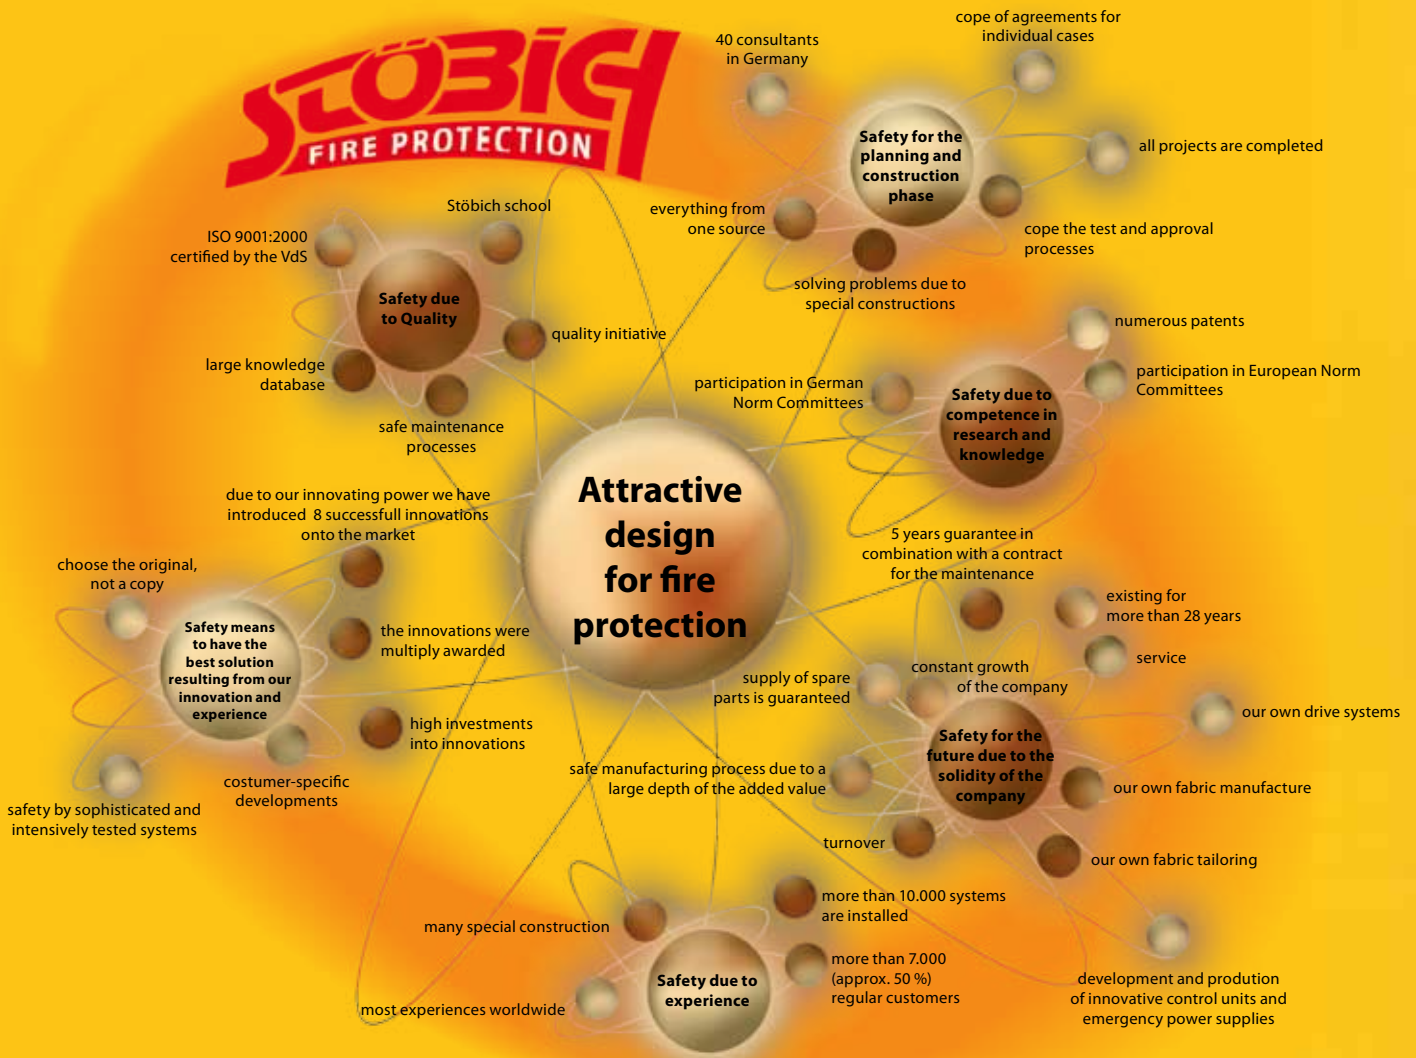 STÖBICH
FIRE PROTECTION
40 consultants
in Germany
cope of agreements for
individual cases
Safety for the
planning and
construction
phase
all projects are completed
everything from
one source
cope the test and approval
processes
solving problems due to
special constructions
Stöbich school
ISO 9001:2000
certified by the VdS
Safety due
to Quality
quality initiative
large knowledge
database
safe maintenance
processes
numerous patents
participation in German
Norm Committees
participation in European Norm
Committees
Safety due to
competence in
research and
knowledge
Attractive
design
for fire
protection
due to our innovating power we have
introduced 8 successfull innovations
onto the market
choose the original,
not a copy
Safety means
to have the
best solution
resulting from our
innovation and
experience
the innovations were
multiply awarded
high investments
into innovations
costumer-specific
developments
safety by sophisticated and
intensively tested systems
5 years guarantee in
combination with a contract
for the maintenance
existing for
more than 28 years
service
constant growth
of the company
supply of spare
parts is guaranteed
our own drive systems
Safety for the
future due to the
solidity of the
company
safe manufacturing process due to a
large depth of the added value
our own fabric manufacture
turnover
our own fabric tailoring
development and prodution
of innovative control units and
emergency power supplies
more than 10.000 systems
are installed
many special construction
more than 7.000
(approx. 50 %)
regular customers
Safety due to
experience
most experiences worldwide